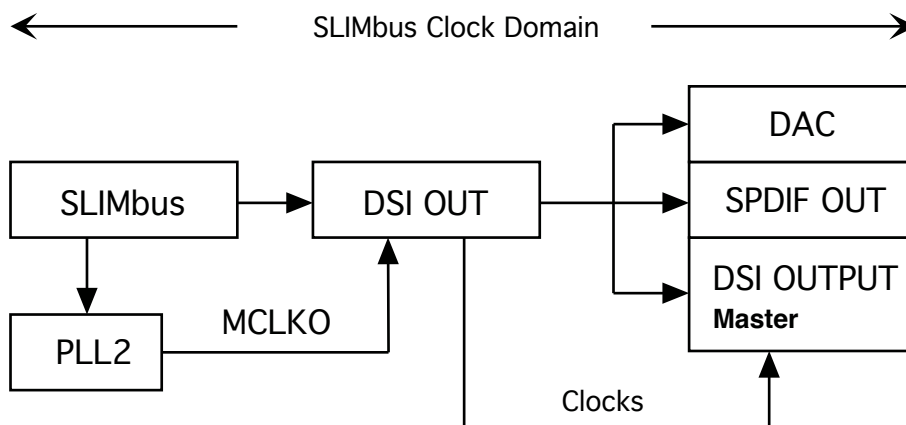 SLIMbus Clock Domain
DAC
SLIMbus
DSI OUT
SPDIF OUT
DSI OUTPUT
Master
MCLKO
PLL2
Clocks